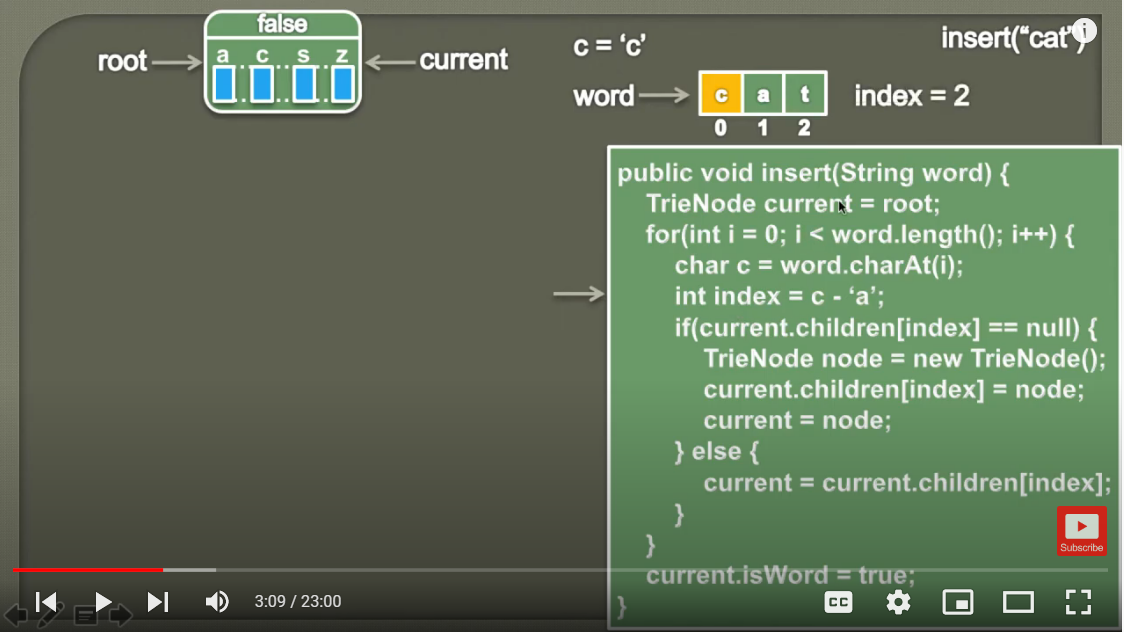 false
a c s z
root
current
c = ‘c’
insert("cat")
i
word
c a t
index = 2
0 1 2
public void insert(String word) {
TrieNode current = root;
for(int i = 0; i < word.length(); i++) {
char c = word.charAt(i);
int index = c - ‘a’;
if(current.children[index] == null) {
TrieNode node = new TrieNode();
current.children[index] = node;
current = node;
} else {
current = current.children[index];
}
}
current.isWord = true;
}
Subscribe
3:09 / 23:00
CC